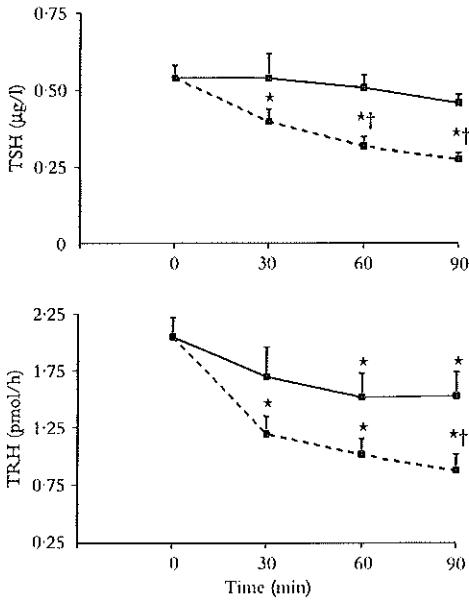 0·75
0·50
0·25
0
TSH (μg/l)
★
★‡
★†
0 30 60 90
2·25
1·75
1·25
0·75
0·25
TRH (pmol/h)
★ ★
★ ★ ★†
0 30 60 90
Time (min)